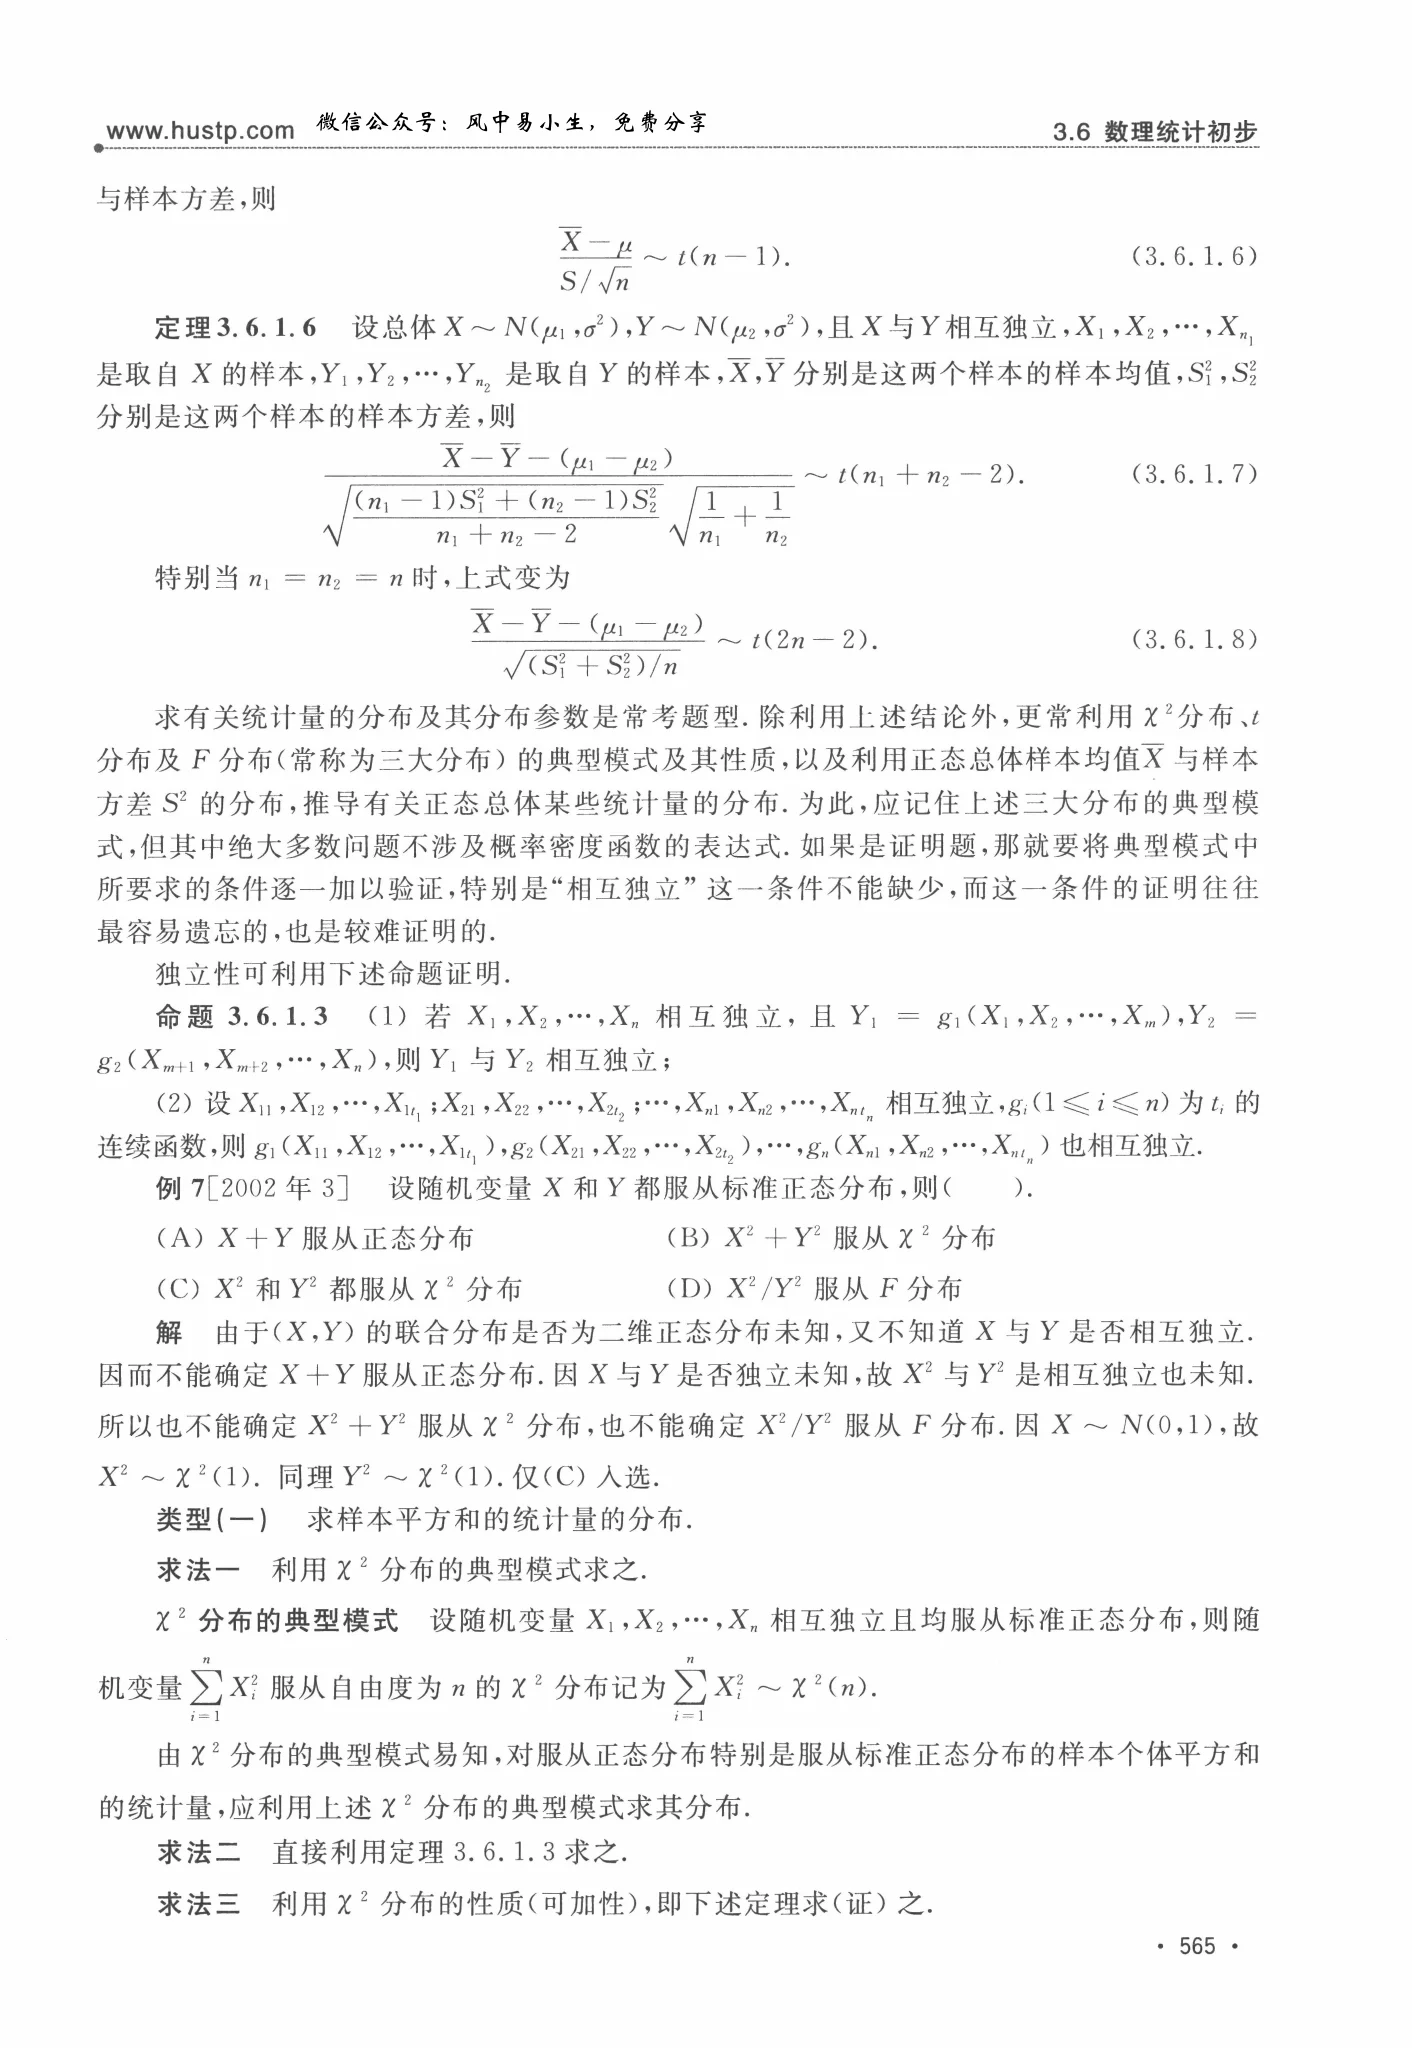 www.hustp.com 微信公众号：风中易小生，免费分享 3.6 数理统计初步
与样本方差,则
$\frac{\overline{X}-\mu}{S/\sqrt{n}} \sim t(n-1).$ (3.6.1.6)
定理3.6.1.6 设总体 $X \sim N(\mu_1,\sigma^2),Y \sim N(\mu_2,\sigma^2)$,且 X 与 Y 相互独立,$X_1,X_2,\cdots,X_{n_1}$
是取自 X 的样本,$Y_1,Y_2,\cdots,Y_{n_2}$ 是取自 Y 的样本,$\overline{X},\overline{Y}$ 分别是这两个样本的样本均值,$S_1^2,S_2^2$
分别是这两个样本的样本方差,则
$\frac{\overline{X}-\overline{Y}-(\mu_1-\mu_2)}{\sqrt{\frac{(n_1-1)S_1^2+(n_2-1)S_2^2}{n_1+n_2-2}}\sqrt{\frac{1}{n_1}+\frac{1}{n_2}}} \sim t(n_1+n_2-2).$ (3.6.1.7)
特别当 $n_1 = n_2 = n$ 时,上式变为
$\frac{\overline{X}-\overline{Y}-(\mu_1-\mu_2)}{\sqrt{(S_1^2+S_2^2)/n}} \sim t(2n-2).$ (3.6.1.8)
求有关统计量的分布及其分布参数是常考题型. 除利用上述结论外,更常利用 $\chi^2$分布、t
分布及 F 分布(常称为三大分布) 的典型模式及其性质,以及利用正态总体样本均值$\overline{X}$ 与样本
方差 $S^2$ 的分布,推导有关正态总体某些统计量的分布. 为此,应记住上述三大分布的典型模
式,但其中绝大多数问题不涉及概率密度函数的表达式. 如果是证明题,那就要将典型模式中
所要求的条件逐一加以验证,特别是“相互独立”这一条件不能缺少,而这一条件的证明往往
最容易遗忘的,也是较难证明的.
独立性可利用下述命题证明.
命题 3.6.1.3 (1) 若 $X_1,X_2,\cdots,X_n$ 相互独立, 且 $Y_1 = g_1(X_1,X_2,\cdots,X_m),Y_2 =$
$g_2(X_{m+1},X_{m+2},\cdots,X_n)$,则 $Y_1$ 与 $Y_2$ 相互独立;
(2) 设 $X_{11},X_{12},\cdots,X_{1t_1};X_{21},X_{22},\cdots,X_{2t_2};\cdots,X_{n1},X_{n2},\cdots,X_{nt_n}$ 相互独立,$g_i(1\leqslant i\leqslant n)$ 为 $t_i$ 的
连续函数,则 $g_1(X_{11},X_{12},\cdots,X_{1t_1}),g_2(X_{21},X_{22},\cdots,X_{2t_2}),\cdots,g_n(X_{n1},X_{n2},\cdots,X_{nt_n})$ 也相互独立.
例 7[2002 年 3] 设随机变量 X 和 Y 都服从标准正态分布,则( ).
(A) X+Y 服从正态分布 (B) $X^2+Y^2$ 服从 $\chi^2$ 分布
(C) $X^2$ 和 $Y^2$ 都服从 $\chi^2$ 分布 (D) $X^2/Y^2$ 服从 F 分布
解 由于(X,Y) 的联合分布是否为二维正态分布未知,又不知道 X 与 Y 是否相互独立.
因而不能确定 X+Y 服从正态分布. 因 X 与 Y 是否独立未知,故 $X^2$ 与 $Y^2$ 是相互独立也未知.
所以也不能确定 $X^2+Y^2$ 服从 $\chi^2$ 分布,也不能确定 $X^2/Y^2$ 服从 F 分布. 因 $X \sim N(0,1)$,故
$X^2 \sim \chi^2(1)$. 同理 $Y^2 \sim \chi^2(1)$. 仅(C) 入选.
类型(一) 求样本平方和的统计量的分布.
求法一 利用 $\chi^2$ 分布的典型模式求之.
$\chi^2$ 分布的典型模式 设随机变量 $X_1,X_2,\cdots,X_n$ 相互独立且均服从标准正态分布,则随
机变量 $\sum_{i=1}^{n} X_i^2$ 服从自由度为 n 的 $\chi^2$ 分布记为 $\sum_{i=1}^{n} X_i^2 \sim \chi^2(n)$.
由 $\chi^2$ 分布的典型模式易知,对服从正态分布特别是服从标准正态分布的样本个体平方和
的统计量,应利用上述 $\chi^2$ 分布的典型模式求其分布.
求法二 直接利用定理 3.6.1.3 求之.
求法三 利用 $\chi^2$ 分布的性质(可加性),即下述定理求(证) 之.
· 565 ·